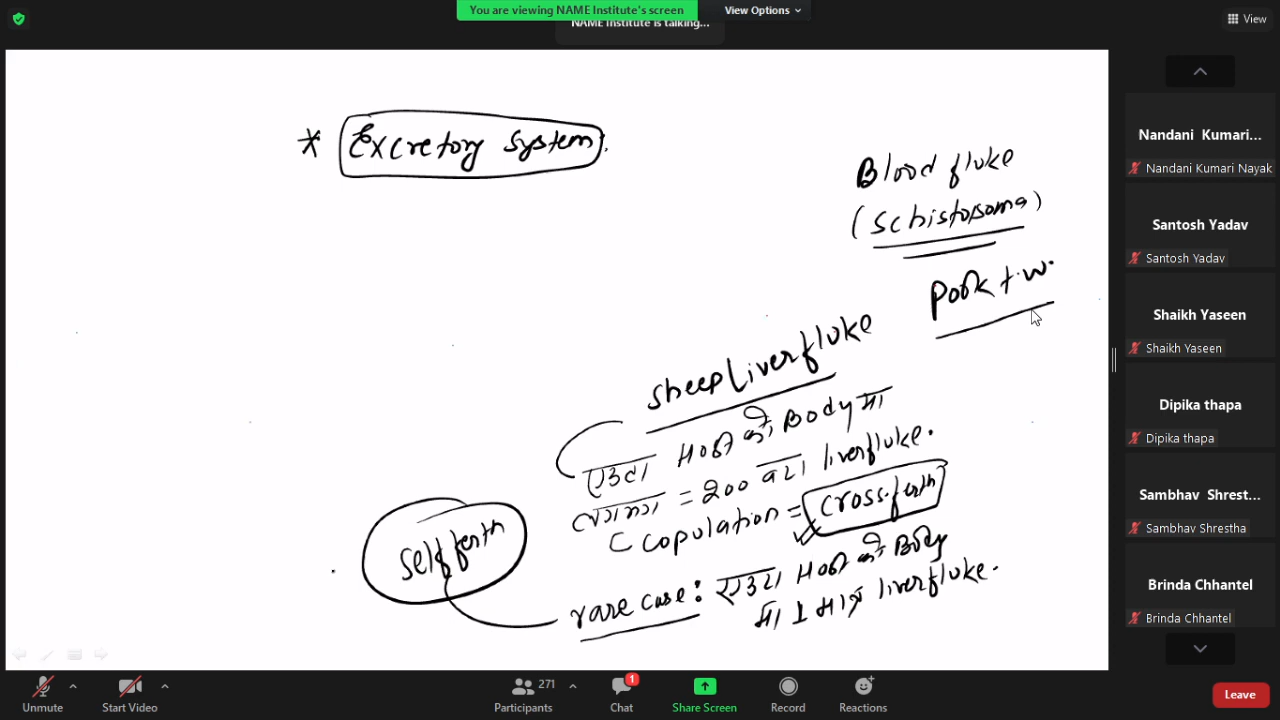 You are viewing NAME Institute's screen
View Options
NAME Institute is talking...
View
* Excretory System.
Blood fluke
(Schistosoma)
Pork t.w.
sheep Liver fluke
एउटा Host को Body मा
लगभग = 200 वटा liverfluke.
Copulation = Cross-ferth
Self ferth
rare case: एउटा Host को Body
मा 1 मात्र liverfluke.
Nandani Kumari...
Nandani Kumari Nayak
Santosh Yadav
Santosh Yadav
Shaikh Yaseen
Shaikh Yaseen
Dipika thapa
Dipika thapa
Sambhav Shrest...
Sambhav Shrestha
Brinda Chhantel
Brinda Chhantel
Unmute
Start Video
271
Participants
1
Chat
Share Screen
Record
Reactions
Leave